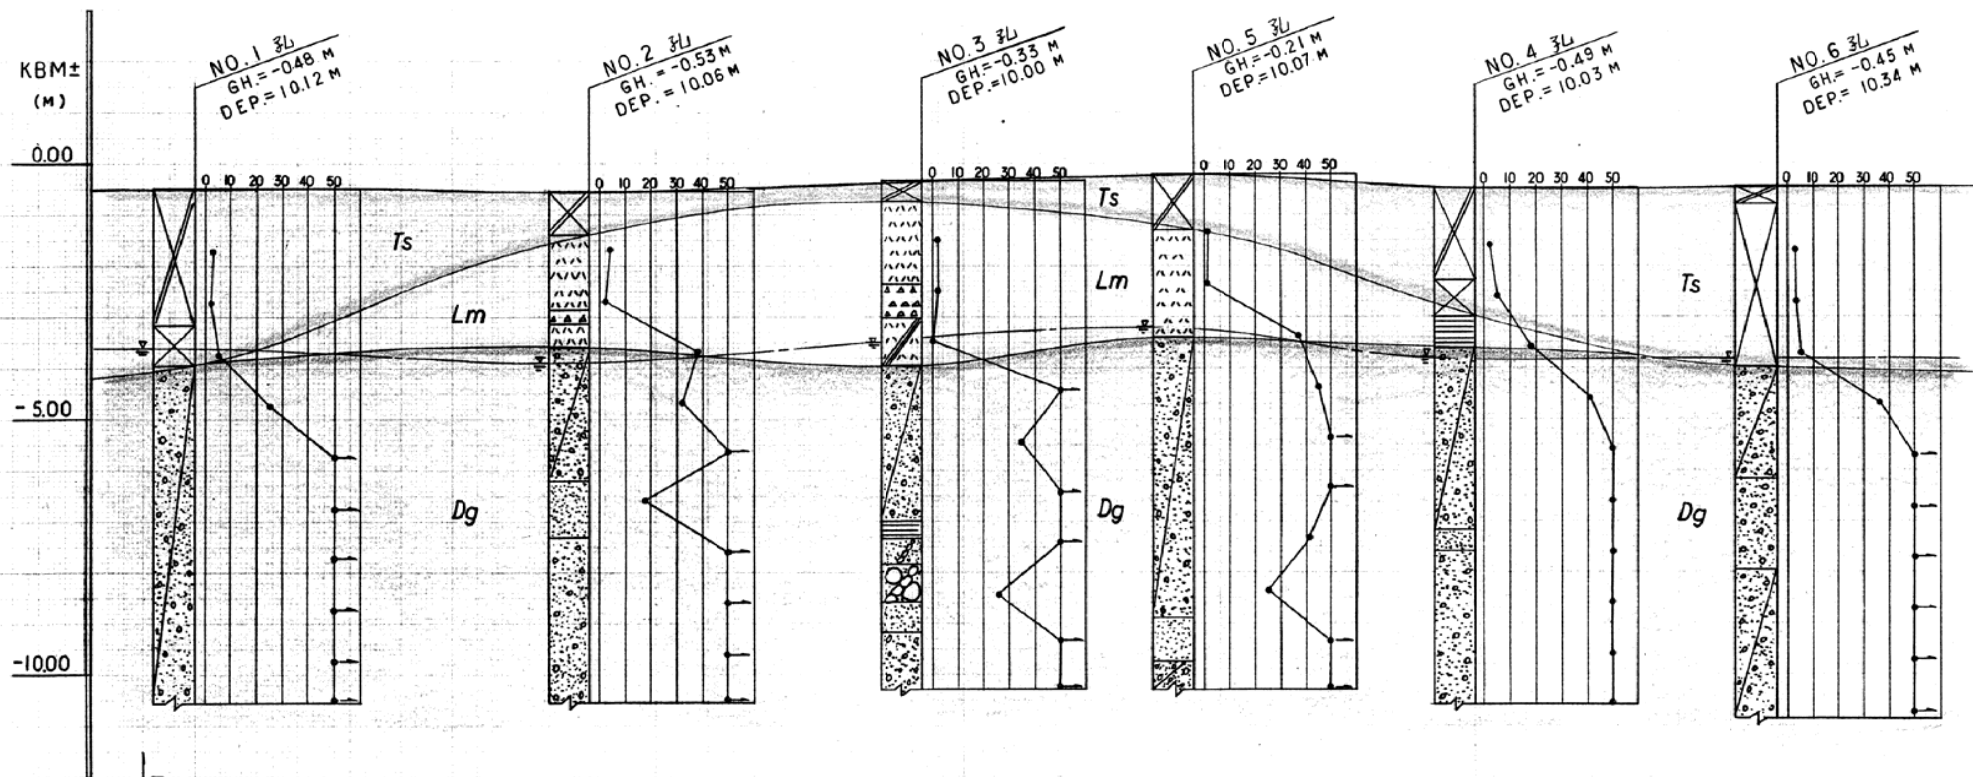 NO. 1 孔
GH.= -0.48 M
DEP.= 10.12 M
NO. 2 孔
GH. = -0.53 M
DEP. = 10.06 M
NO. 3 孔
GH.= -0.33 M
DEP.= 10.00 M
NO. 5 孔
GH.= -0.21 M
DEP.= 10.07 M
NO. 4 孔
GH.= -0.49 M
DEP.= 10.03 M
NO. 6 孔
GH.= -0.45 M
DEP.= 10.34 M
KBM±
(M)
0.00
0 10 20 30 40 50
0 10 20 30 40 50
0 10 20 30 40 50
0 10 20 30 40 50
0 10 20 30 40 50
0 10 20 30 40 50
Ts
Ts
Ts
Lm
Lm
- 5.00
Dg
Dg
Dg
-10.00